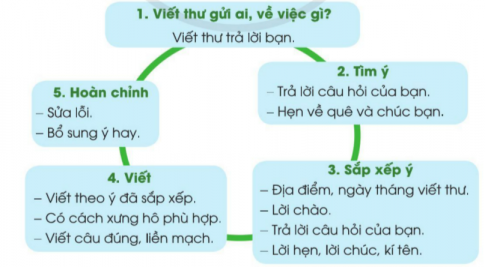 1. Viết thư gửi ai, về việc gì?
Viết thư trả lời bạn.
2. Tìm ý
– Trả lời câu hỏi của bạn.
– Hẹn về quê và chúc bạn.
3. Sắp xếp ý
– Địa điểm, ngày tháng viết thư.
– Lời chào.
– Trả lời câu hỏi của bạn.
– Lời hẹn, lời chúc, kí tên.
4. Viết
– Viết theo ý đã sắp xếp.
– Có cách xưng hô phù hợp.
– Viết câu đúng, liền mạch.
5. Hoàn chỉnh
– Sửa lỗi.
– Bổ sung ý hay.